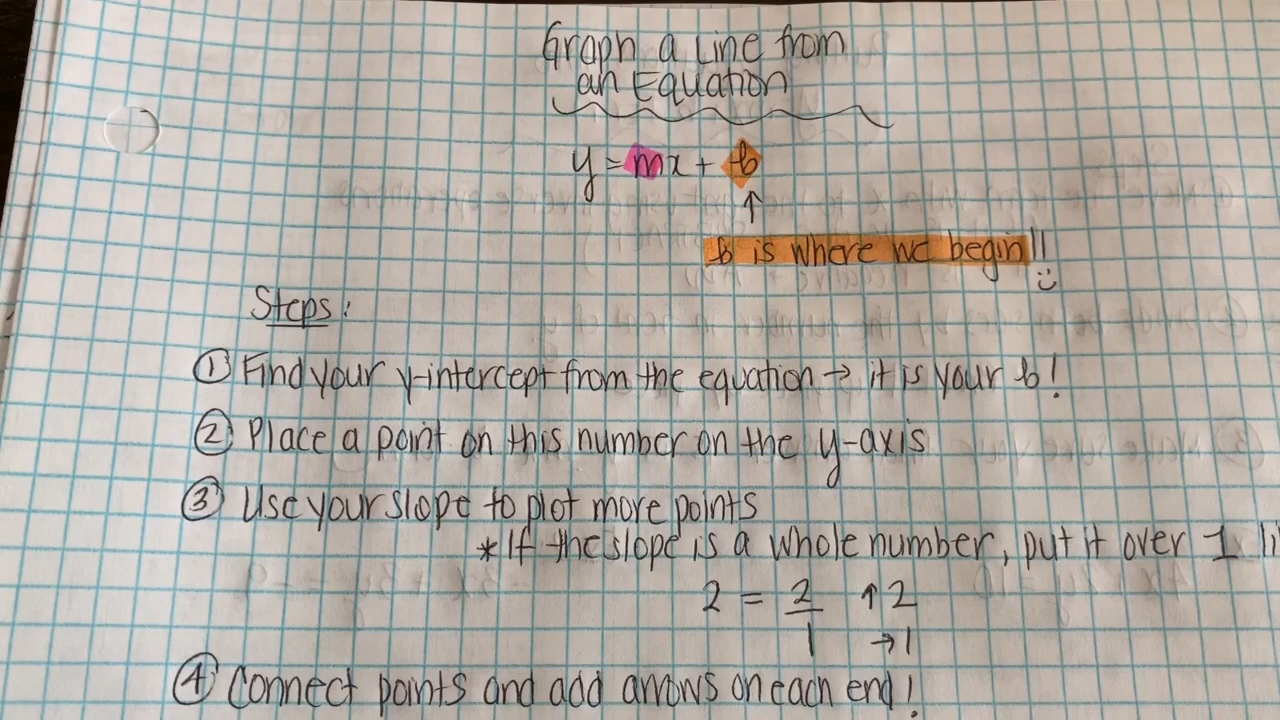 Graph a Line from
an Equation
y = mx + b
↑
b is where we begin!!
Steps:
① Find your y-intercept from the equation → it is your b!
② Place a point on this number on the y-axis
③ Use your slope to plot more points
*If the slope is a whole number, put it over 1
2 = 2/1 ↑2 →1
④ Connect points and add arrows on each end!